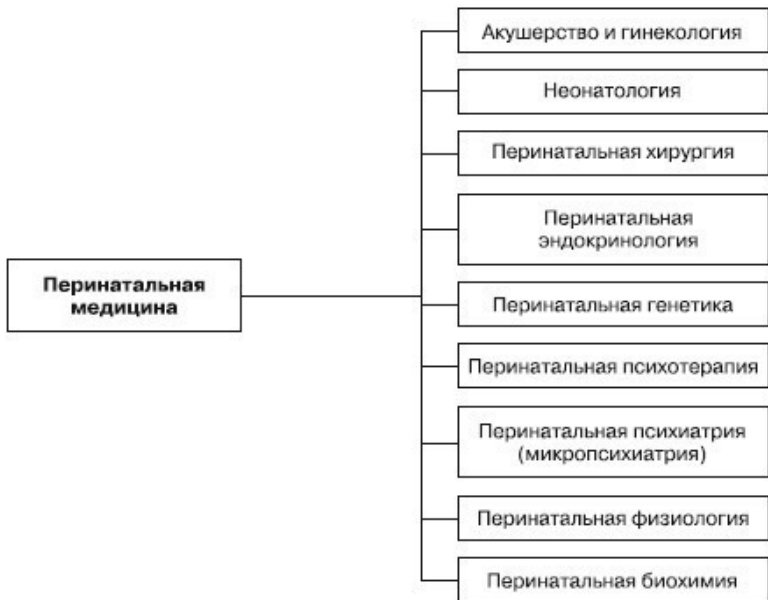 Перинатальная
медицина
Акушерство и гинекология
Неонатология
Перинатальная хирургия
Перинатальная
эндокринология
Перинатальная генетика
Перинатальная психотерапия
Перинатальная психиатрия
(микропсихиатрия)
Перинатальная физиология
Перинатальная биохимия